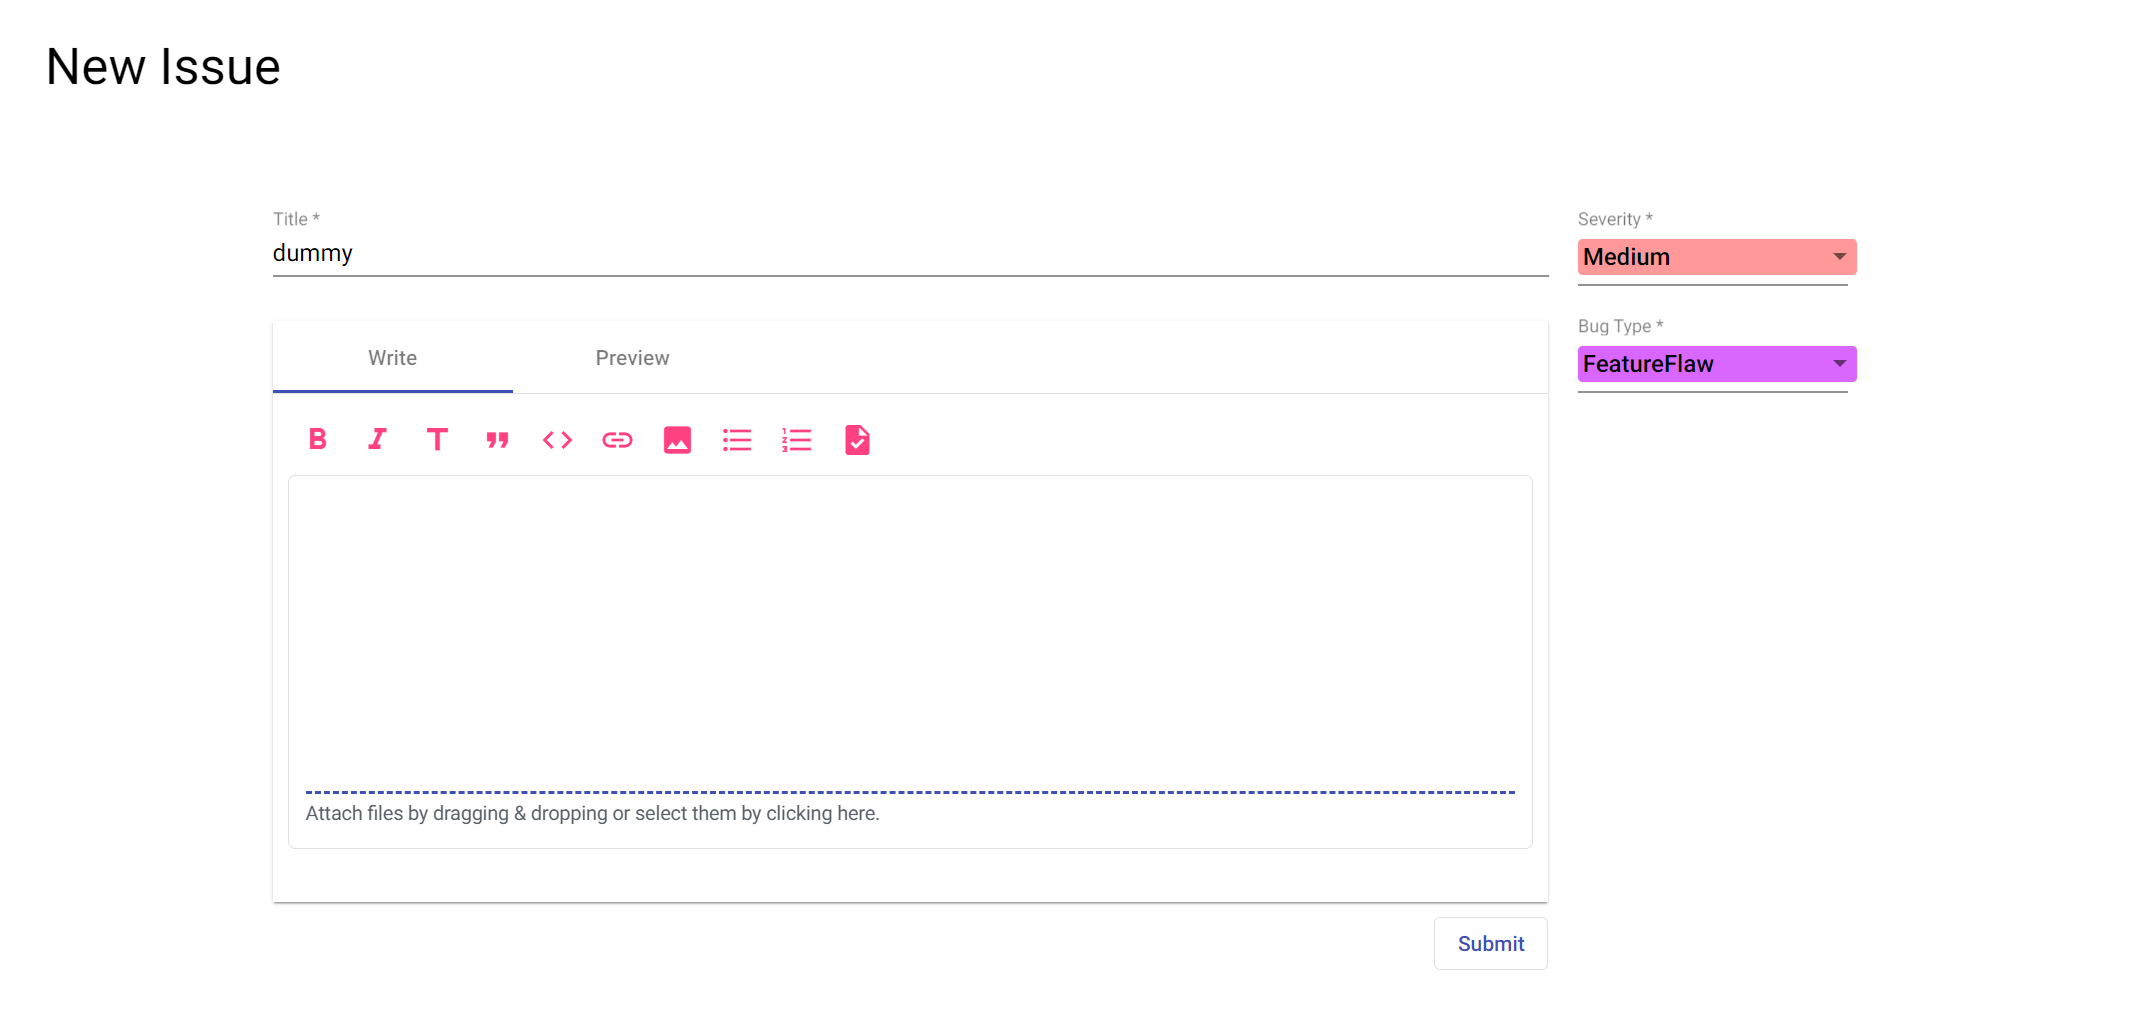 New Issue
Title *
dummy
Severity *
Medium
Bug Type *
FeatureFlaw
Write
Preview
Attach files by dragging & dropping or select them by clicking here.
Submit